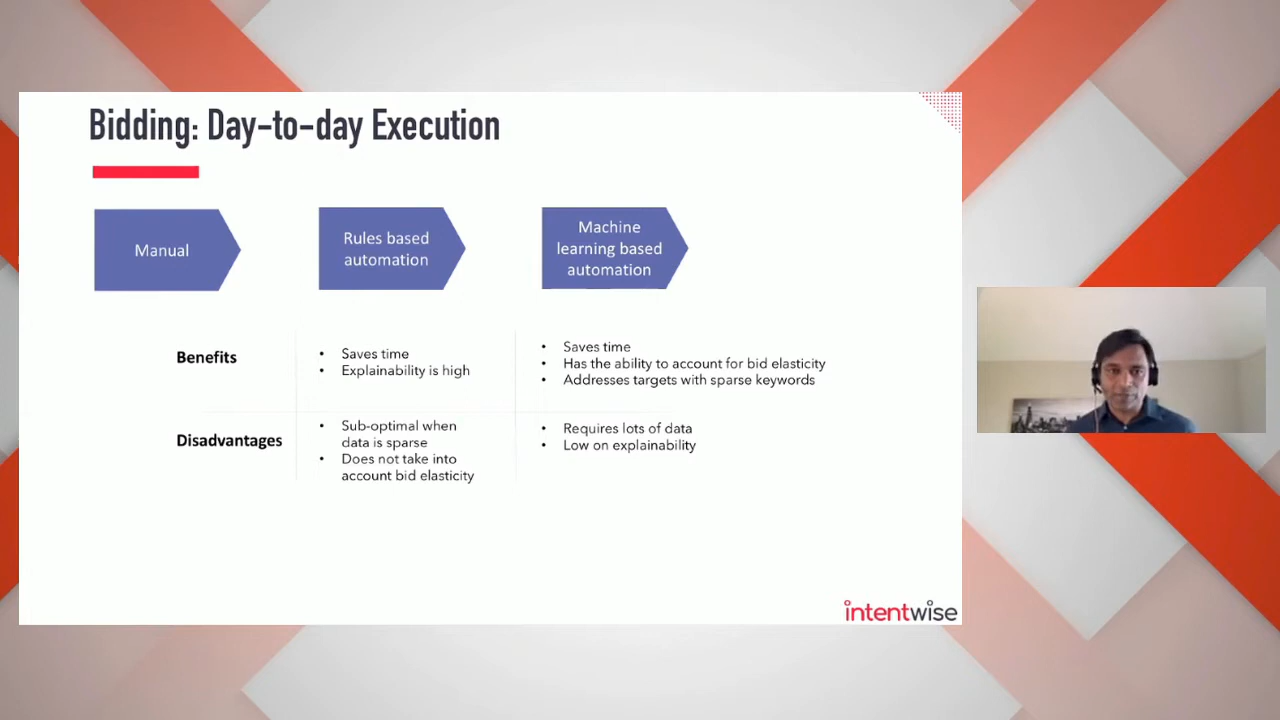 Bidding: Day-to-day Execution
Manual
Rules based
automation
Machine
learning based
automation
Benefits
• Saves time
• Explainability is high
• Saves time
• Has the ability to account for bid elasticity
• Addresses targets with sparse keywords
Disadvantages
• Sub-optimal when
data is sparse
• Does not take into
account bid elasticity
• Requires lots of data
• Low on explainability
intentwise